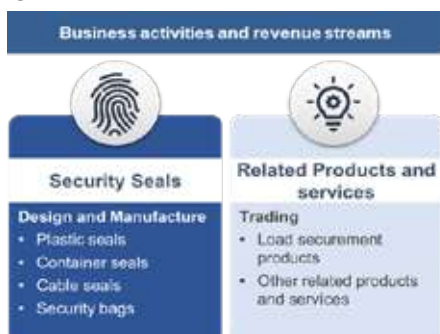 Business activities and revenue streams
Security Seals
Design and Manufacture
• Plastic seals
• Container seals
• Cable seals
• Security bags
Related Products and
services
Trading
• Load securement
products
• Other related products
and services